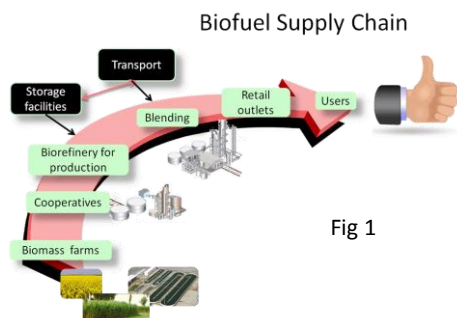 Biofuel Supply Chain
Transport
Storage
facilities
Retail
outlets
Users
Blending
Biorefinery for
production
Cooperatives
Biomass farms
Fig 1